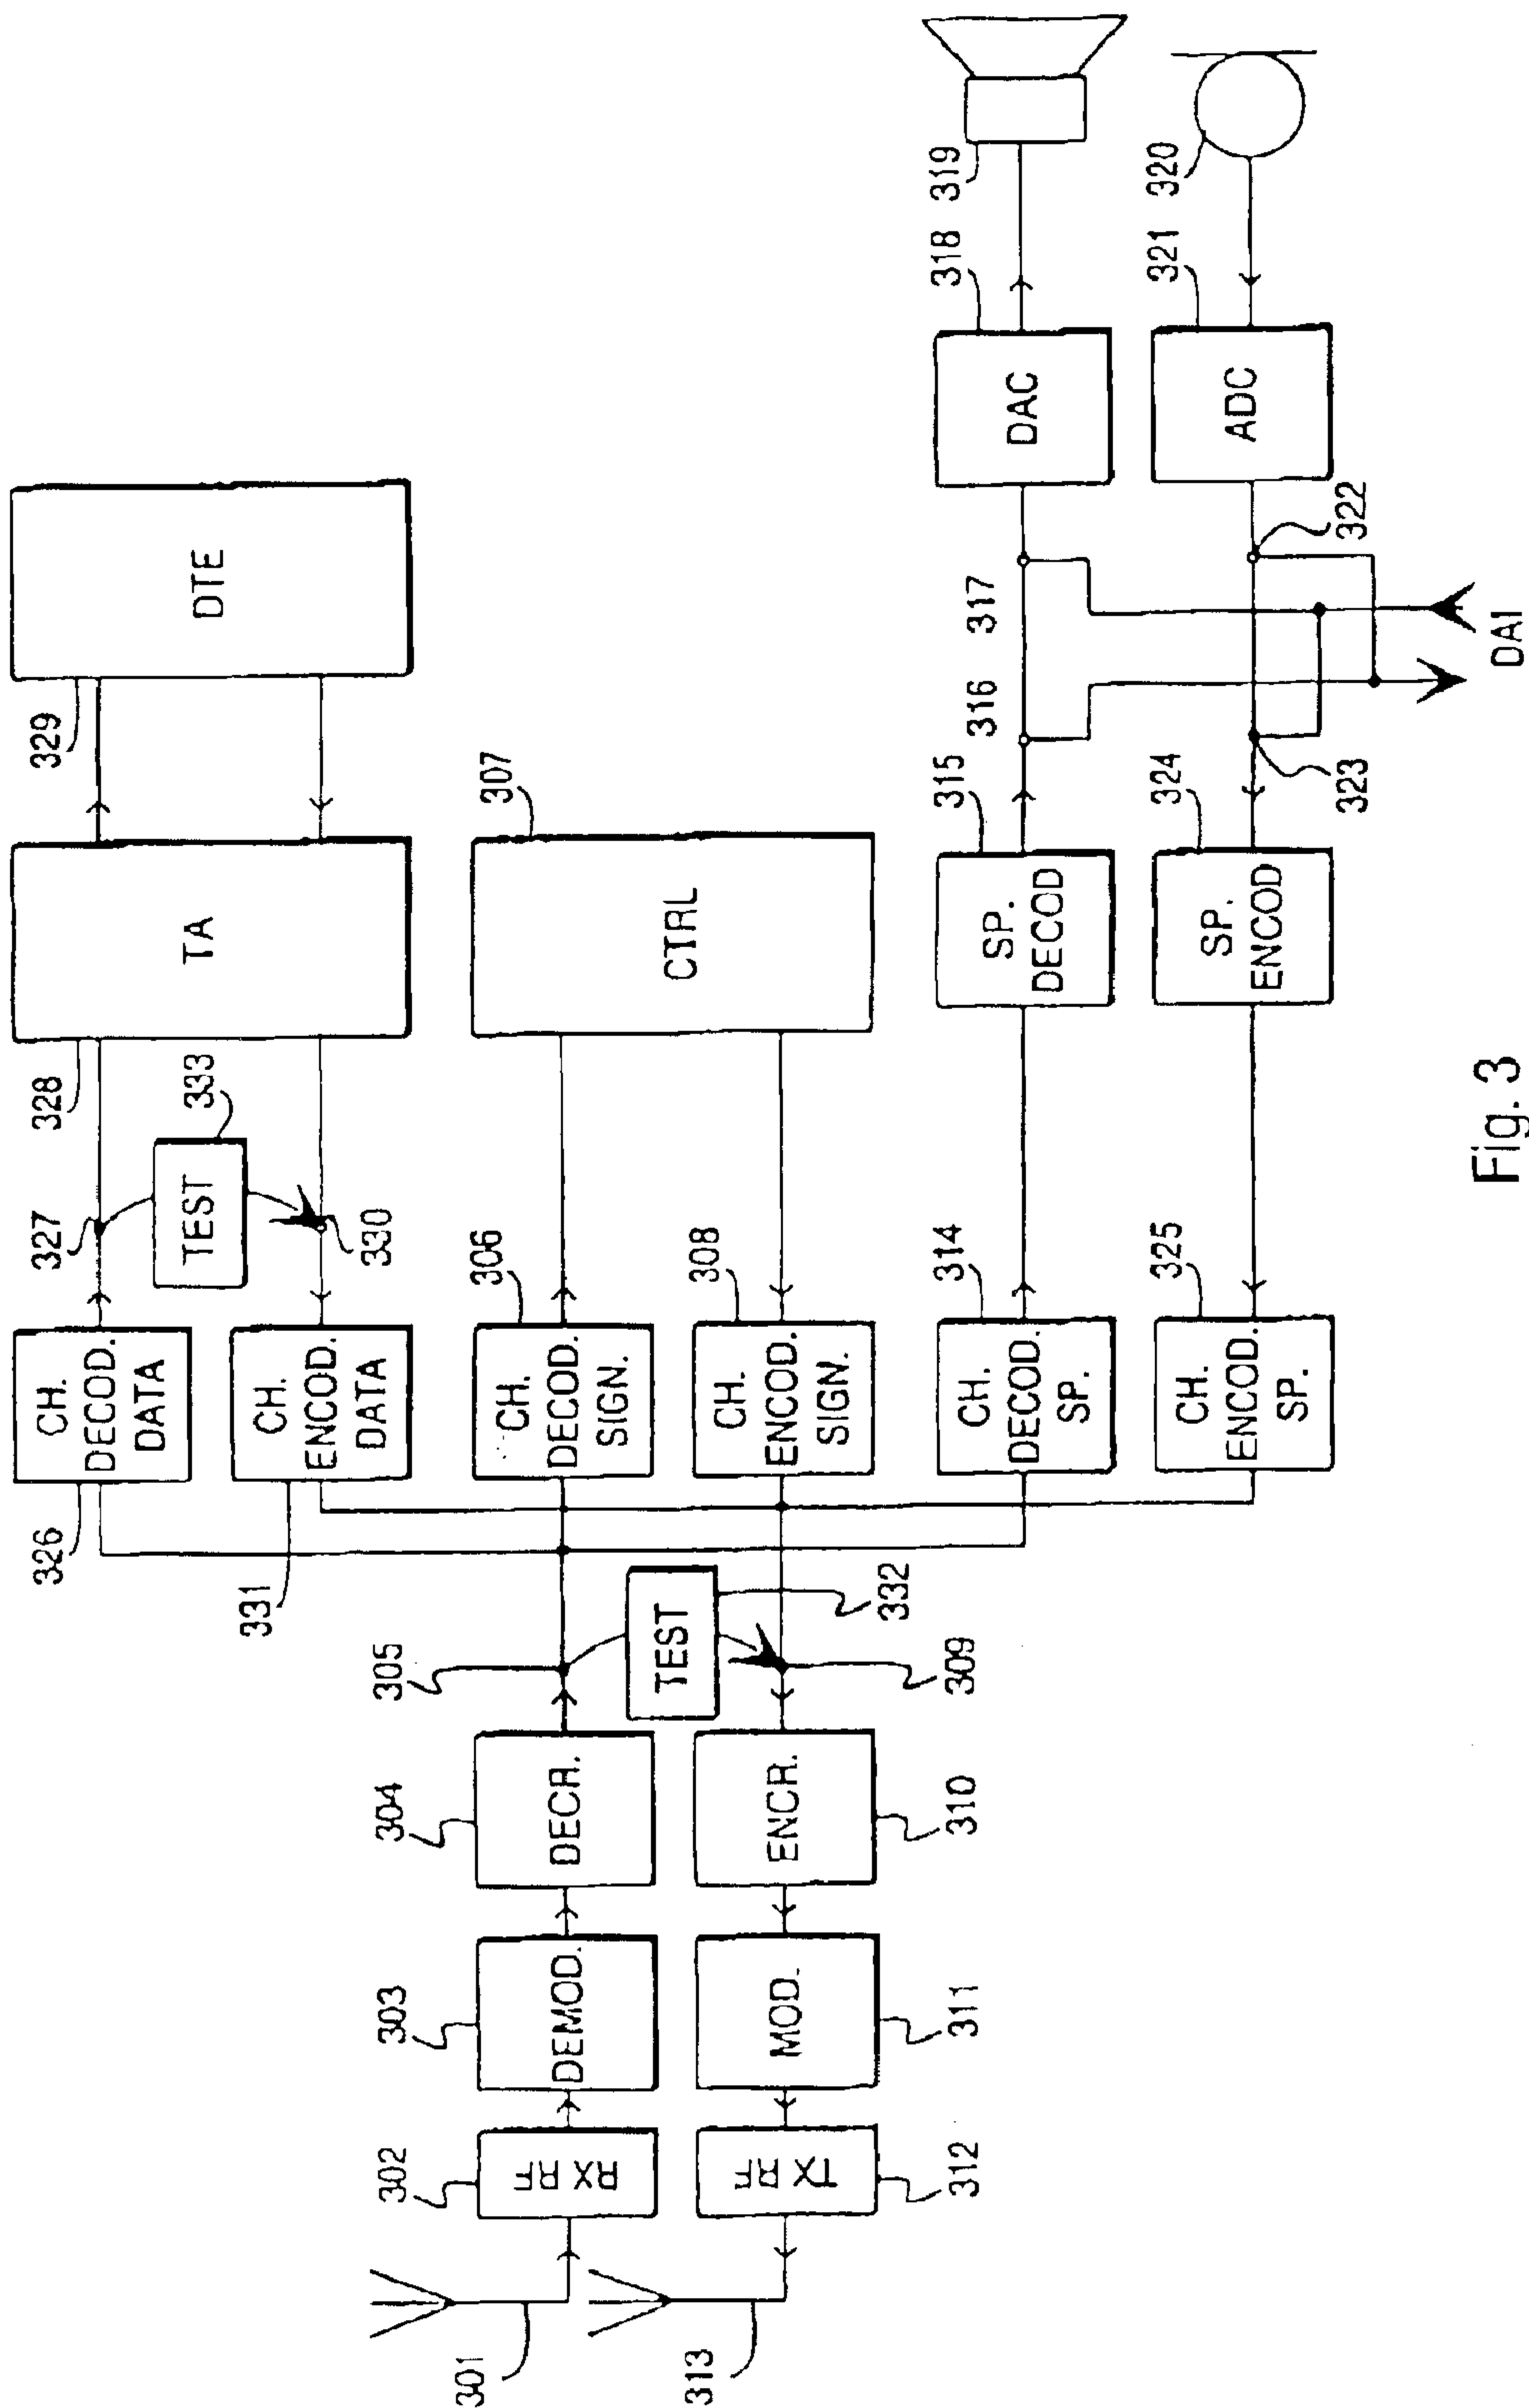 329
DTE
328
TA
327
TEST
333
330
326
CH.
DECOD.
DATA
331
CH.
ENCOD.
DATA
307
CTRL
306
CH.
DECOD.
SIGN.
308
CH.
ENCOD.
SIGN.
301
302
RX
RF
303
DEMOD.
304
DECR.
305
TEST
332
309
310
ENCR.
311
MOD.
312
TX
RF
313
314
CH.
DECOD.
SP.
315
SP.
DECOD
316
317
318
DAC
319
325
CH.
ENCOD.
SP.
324
SP.
ENCOD
323
322
321
ADC
320
DAI
Fig. 3